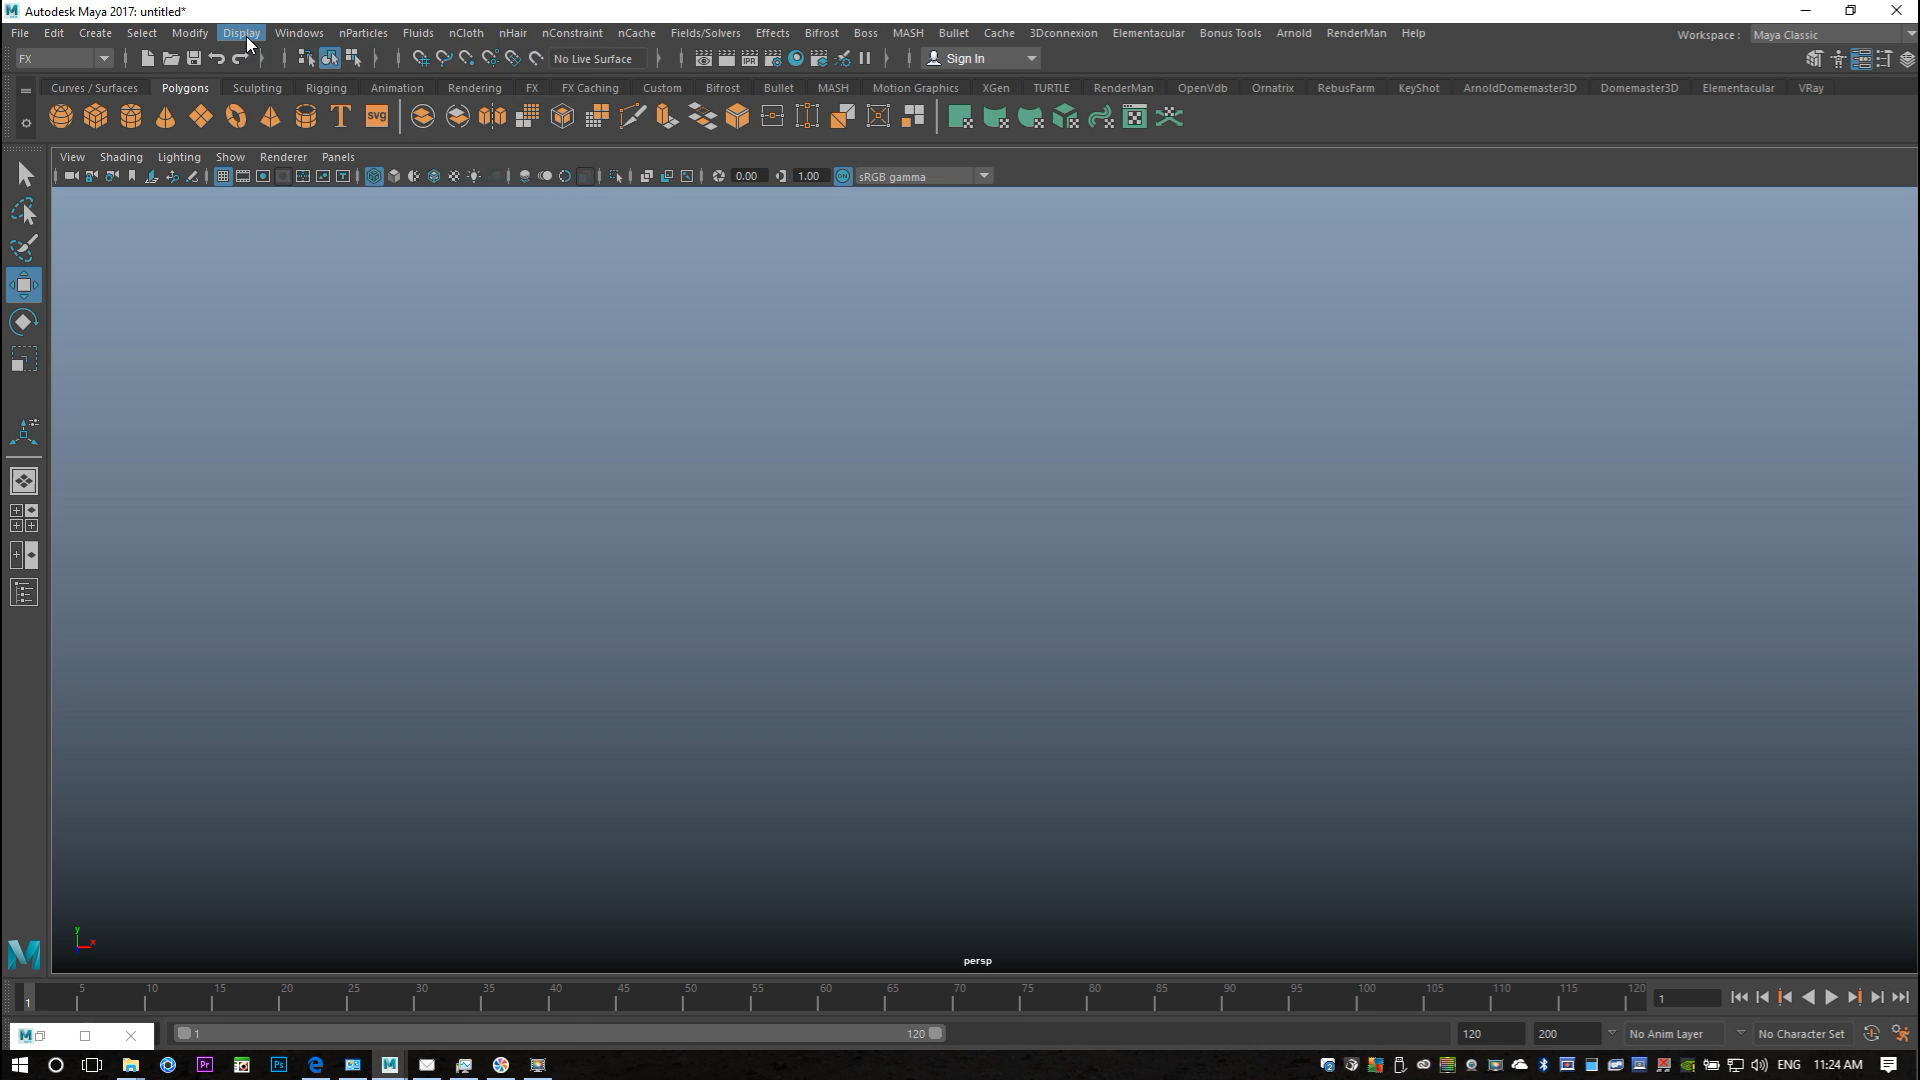 Autodesk Maya 2017: untitled*
File Edit Create Select Modify Display Windows nParticles Fluids nCloth nHair nConstraint nCache Fields/Solvers Effects Bifrost Boss MASH Bullet Cache 3Dconnexion Elementacular Bonus Tools Arnold RenderMan Help Workspace : Maya Classic
FX IPR No Live Surface Sign In
Curves / Surfaces Polygons Sculpting Rigging Animation Rendering FX FX Caching Custom Bifrost Bullet MASH Motion Graphics XGen TURTLE RenderMan OpenVdb Ornatrix RebusFarm KeyShot ArnoldDomemaster3D Domemaster3D Elementacular VRay
T SVG
View Shading Lighting Show Renderer Panels
0.00 1.00 ON sRGB gamma
y
x
persp
5 10 15 20 25 30 35 40 45 50 55 60 65 70 75 80 85 90 95 100 105 110 115 120
1 1
1 120 120 200 No Anim Layer No Character Set
Pr Ps M ENG 11:24 AM